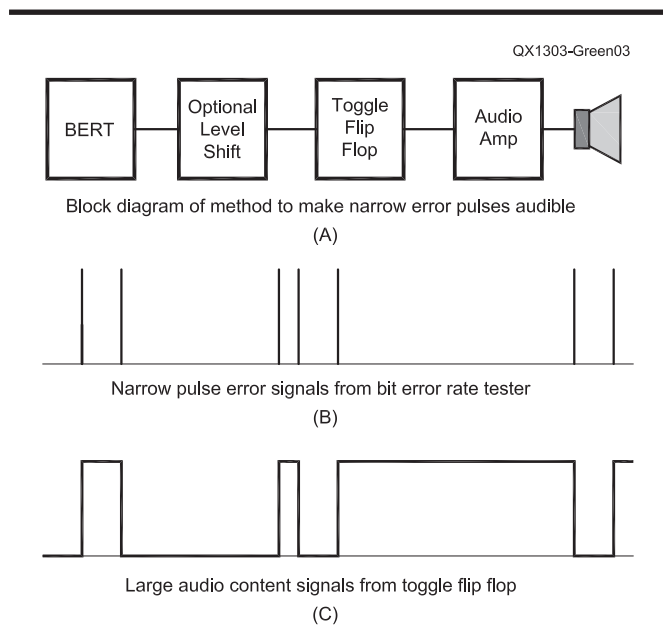 QX1303-Green03
BERT
Optional
Level
Shift
Toggle
Flip
Flop
Audio
Amp
Block diagram of method to make narrow error pulses audible
(A)
Narrow pulse error signals from bit error rate tester
(B)
Large audio content signals from toggle flip flop
(C)